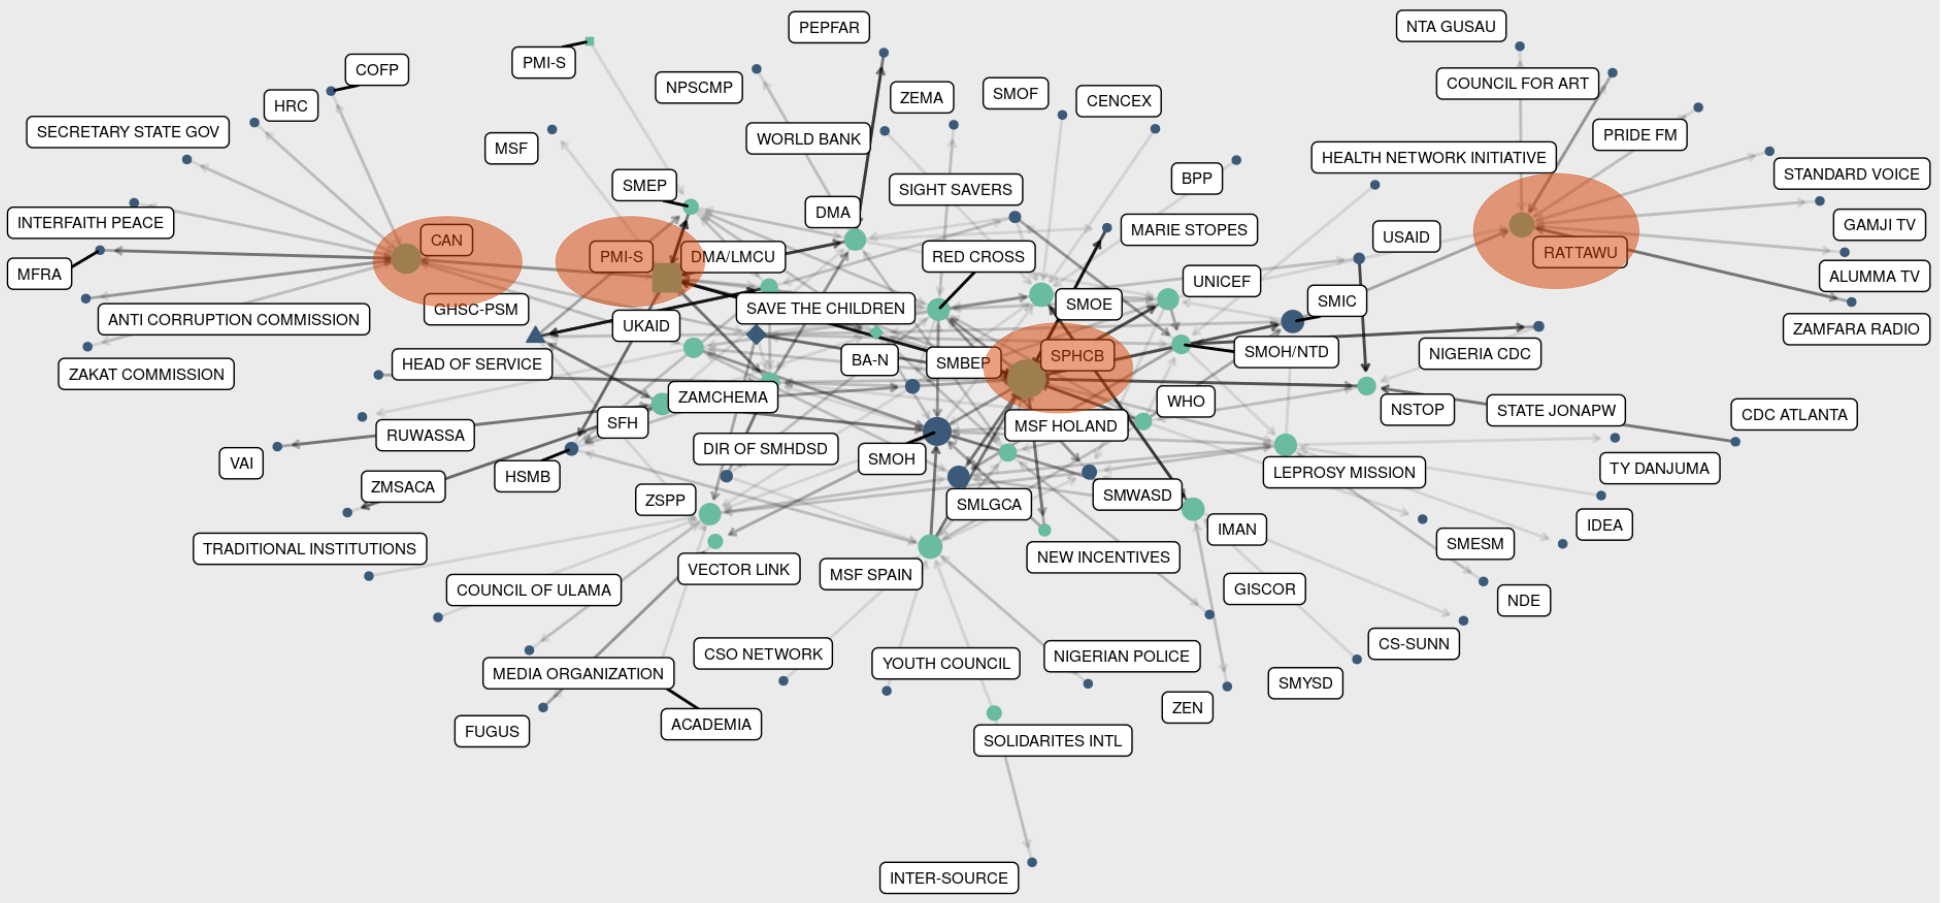 NTA GUSAU
PEPFAR
PMI-S
COFP
COUNCIL FOR ART
NPSCMP
SMOF
ZEMA
CENCEX
HRC
SECRETARY STATE GOV
PRIDE FM
WORLD BANK
MSF
HEALTH NETWORK INITIATIVE
STANDARD VOICE
BPP
SMEP
SIGHT SAVERS
DMA
INTERFAITH PEACE
GAMJI TV
MARIE STOPES
USAID
CAN
RATTAWU
PMI-S
DMA/LMCU
RED CROSS
MFRA
ALUMMA TV
UNICEF
SMIC
SMOE
GHSC-PSM
SAVE THE CHILDREN
ANTI CORRUPTION COMMISSION
UKAID
ZAMFARA RADIO
SMOH/NTD
NIGERIA CDC
SPHCB
BA-N
SMBEP
HEAD OF SERVICE
ZAKAT COMMISSION
ZAMCHEMA
WHO
NSTOP
STATE JONAPW
CDC ATLANTA
SFH
MSF HOLAND
RUWASSA
DIR OF SMHDSD
SMOH
VAI
TY DANJUMA
LEPROSY MISSION
HSMB
ZMSACA
SMWASD
ZSPP
SMLGCA
IDEA
IMAN
SMESM
TRADITIONAL INSTITUTIONS
NEW INCENTIVES
VECTOR LINK
MSF SPAIN
GISCOR
COUNCIL OF ULAMA
NDE
CS-SUNN
CSO NETWORK
NIGERIAN POLICE
YOUTH COUNCIL
MEDIA ORGANIZATION
SMYSD
ZEN
ACADEMIA
FUGUS
SOLIDARITES INTL
INTER-SOURCE